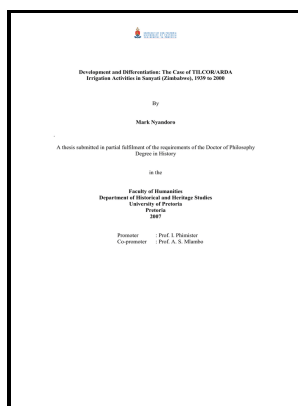 Development and Differentiation: The Case of TILCOR/ARDA
Irrigation Activities in Sanyati (Zimbabwe), 1939 to 2000
By
Mark Nyandoro
.
A thesis submitted in partial fulfilment of the requirements of the Doctor of Philosophy
Degree in History
in the
Faculty of Humanities
Department of Historical and Heritage Studies
University of Pretoria
Pretoria
2007
Promoter : Prof. I. Phimister
Co-promoter : Prof. A. S. Mlambo